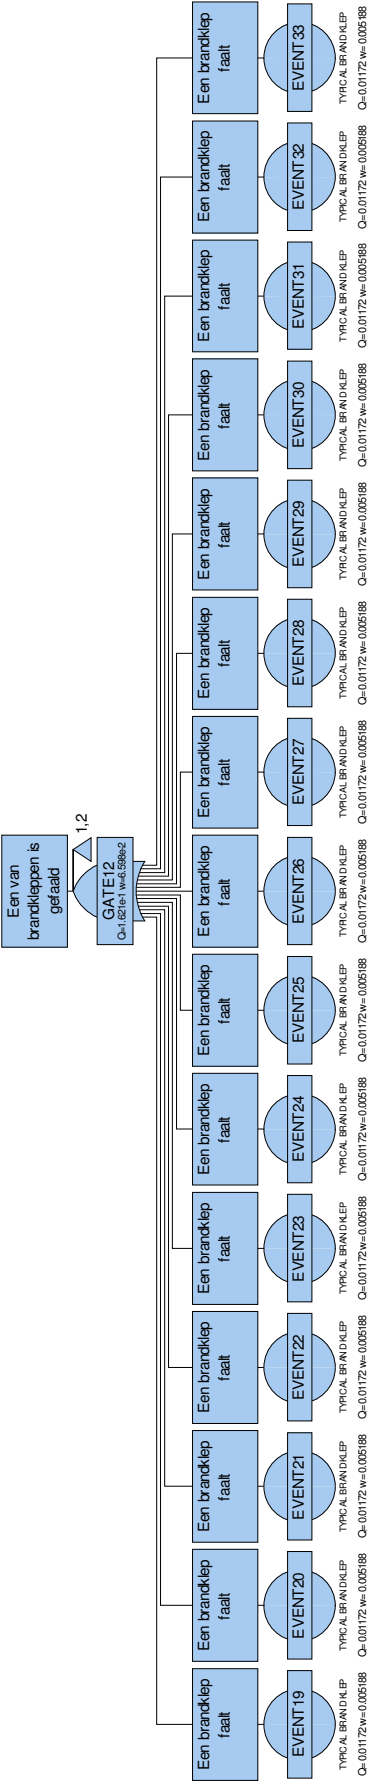 Een van
brandkleppen is
gefaald
1,2
GATE12
Q=1.621e-1 w=6.598e-2
Een brandklep
faalt
EVENT19
TYPICAL BRANDKLEP
Q=0.01172 w=0.005188
Een brandklep
faalt
EVENT20
TYPICAL BRANDKLEP
Q=0.01172 w=0.005188
Een brandklep
faalt
EVENT21
TYPICAL BRANDKLEP
Q=0.01172 w=0.005188
Een brandklep
faalt
EVENT22
TYPICAL BRANDKLEP
Q=0.01172 w=0.005188
Een brandklep
faalt
EVENT23
TYPICAL BRANDKLEP
Q=0.01172 w=0.005188
Een brandklep
faalt
EVENT24
TYPICAL BRANDKLEP
Q=0.01172 w=0.005188
Een brandklep
faalt
EVENT25
TYPICAL BRANDKLEP
Q=0.01172 w=0.005188
Een brandklep
faalt
EVENT26
TYPICAL BRANDKLEP
Q=0.01172 w=0.005188
Een brandklep
faalt
EVENT27
TYPICAL BRANDKLEP
Q=0.01172 w=0.005188
Een brandklep
faalt
EVENT28
TYPICAL BRANDKLEP
Q=0.01172 w=0.005188
Een brandklep
faalt
EVENT29
TYPICAL BRANDKLEP
Q=0.01172 w=0.005188
Een brandklep
faalt
EVENT30
TYPICAL BRANDKLEP
Q=0.01172 w=0.005188
Een brandklep
faalt
EVENT31
TYPICAL BRANDKLEP
Q=0.01172 w=0.005188
Een brandklep
faalt
EVENT32
TYPICAL BRANDKLEP
Q=0.01172 w=0.005188
Een brandklep
faalt
EVENT33
TYPICAL BRANDKLEP
Q=0.01172 w=0.005188